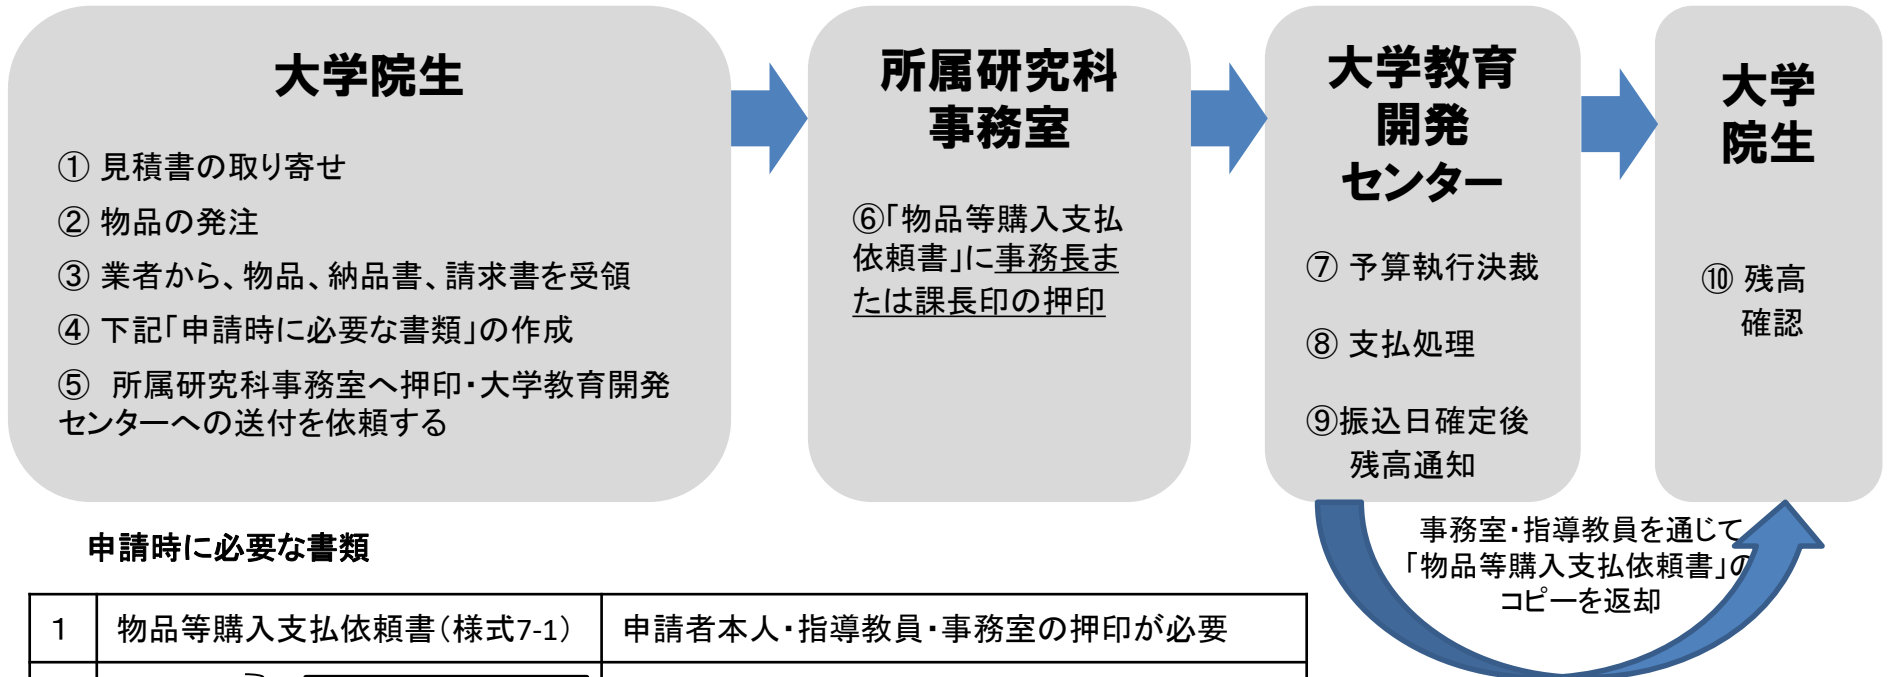 大学院生
① 見積書の取り寄せ
② 物品の発注
③ 業者から、物品、納品書、請求書を受領
④ 下記「申請時に必要な書類」の作成
⑤ 所属研究科事務室へ押印・大学教育開発
センターへの送付を依頼する
所属研究科
事務室
⑥「物品等購入支払
依頼書」に事務長ま
たは課長印の押印
大学教育
開発
センター
⑦ 予算執行決裁
⑧ 支払処理
⑨振込日確定後
残高通知
大学
院生
⑩ 残高
確認
事務室・指導教員を通じて
「物品等購入支払依頼書」の
コピーを返却
申請時に必要な書類
1 物品等購入支払依頼書(様式7-1) 申請者本人・指導教員・事務室の押印が必要